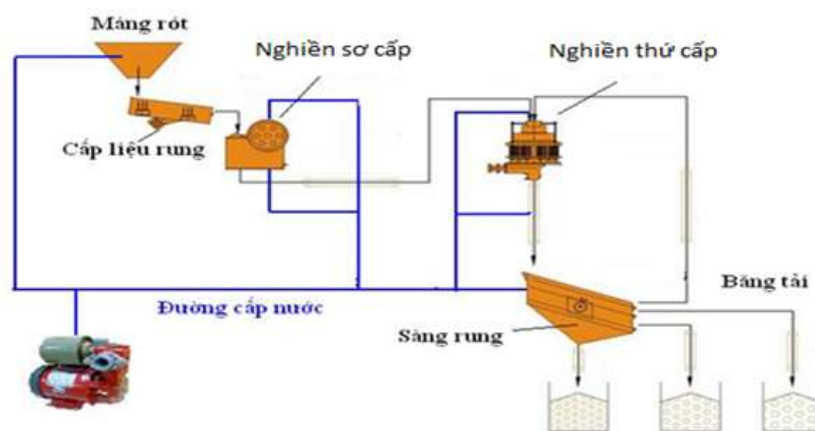 Máng rót
Nghiền sơ cấp
Nghiền thứ cấp
Cấp liệu rung
Băng tải
Đường cấp nước
Sàng rung